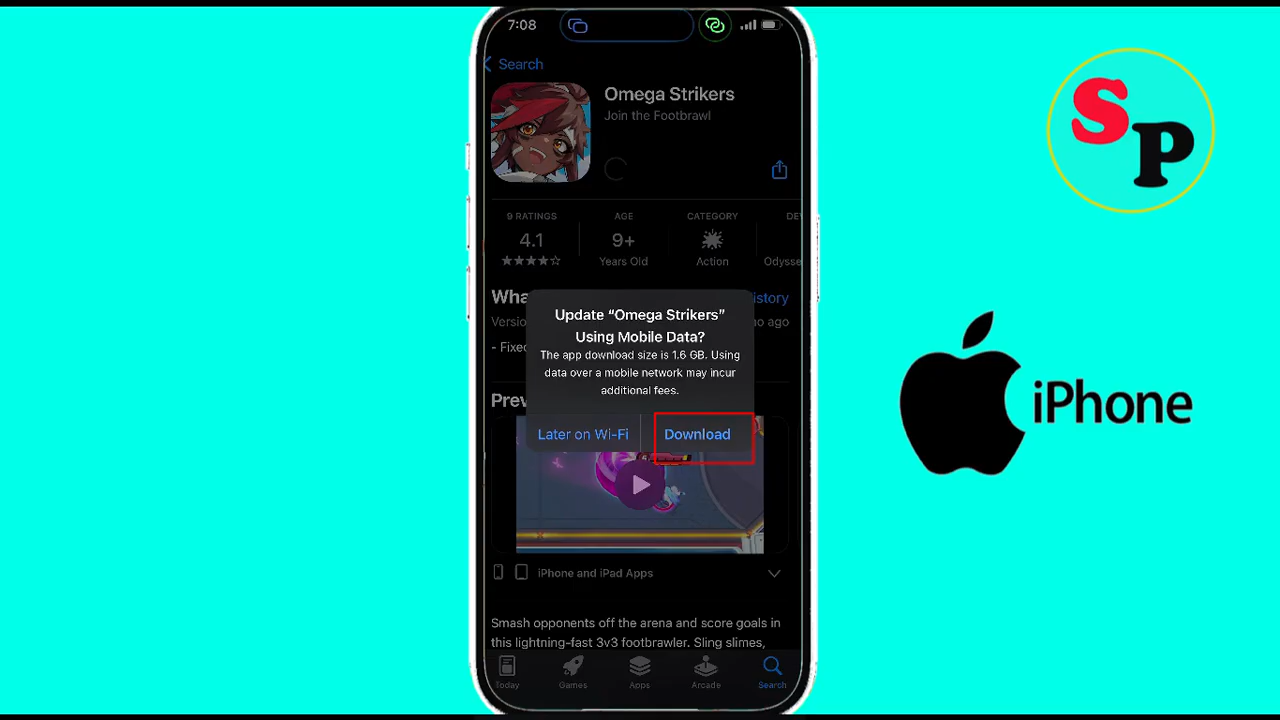 7:08
Search
Omega Strikers
Join the Footbrawl
9 RATINGS
AGE
CATEGORY
4.1
9+
★★★★☆
Years Old
Action
Odysse
Wha
istory
Versio
no ago
- Fixed
Update “Omega Strikers”
Using Mobile Data?
The app download size is 1.6 GB. Using
data over a mobile network may incur
additional fees.
Later on Wi-Fi
Download
Prev
iPhone and iPad Apps
Smash opponents off the arena and score goals in
this lightning-fast 3v3 footbrawler. Sling slimes,
Today
Games
Apps
Arcade
Search
SP
iPhone